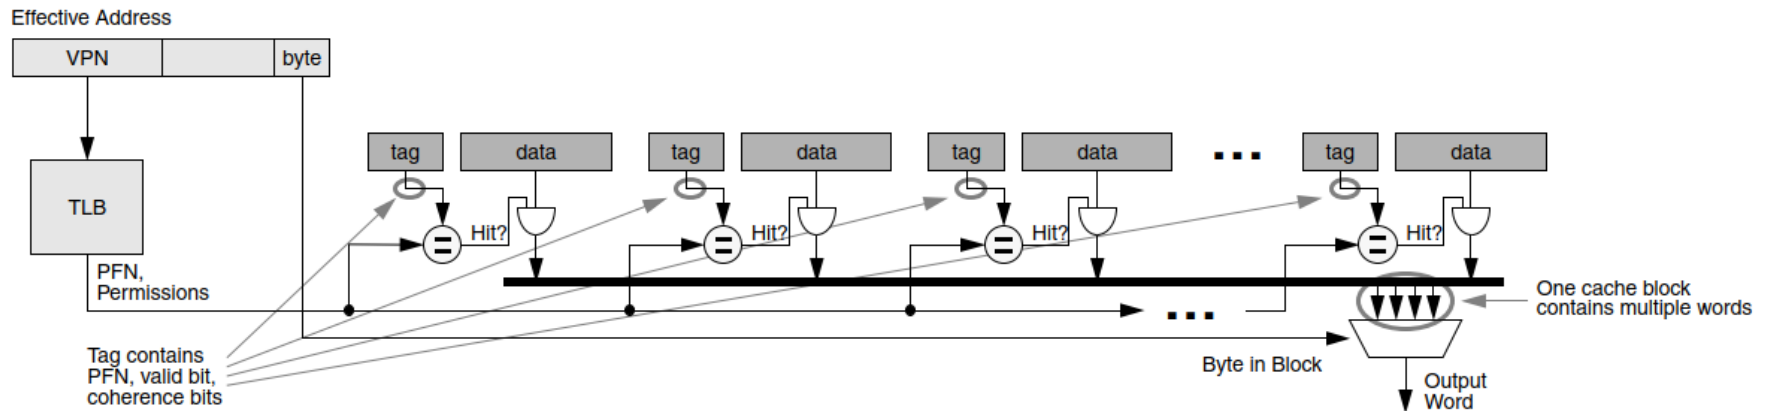 Effective Address
VPN
byte
tag
data
tag
data
tag
data
...
tag
data
TLB
=
Hit?
=
Hit?
=
Hit?
=
Hit?
PFN,
Permissions
...
One cache block
contains multiple words
Tag contains
PFN, valid bit,
coherence bits
Byte in Block
Output
Word